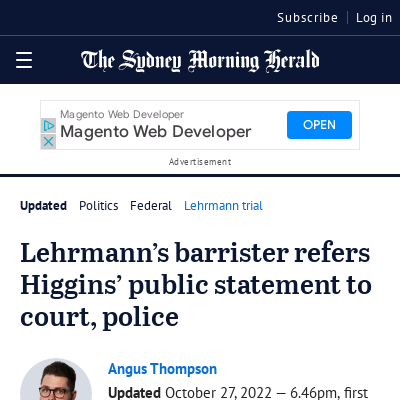 Subscribe Log in
The Sydney Morning Herald
Magento Web Developer
Magento Web Developer
OPEN
Advertisement
Updated Politics Federal Lehrmann trial
Lehrmann’s barrister refers
Higgins’ public statement to
court, police
Angus Thompson
Updated October 27, 2022 — 6.46pm, first